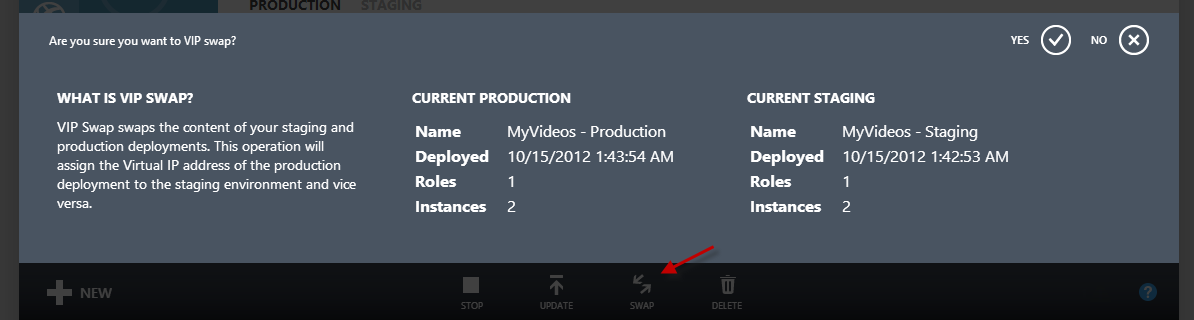 PRODUCTION STAGING
Are you sure you want to VIP swap?
YES NO
WHAT IS VIP SWAP?
VIP Swap swaps the content of your staging and
production deployments. This operation will
assign the Virtual IP address of the production
deployment to the staging environment and vice
versa.
CURRENT PRODUCTION
Name MyVideos - Production
Deployed 10/15/2012 1:43:54 AM
Roles 1
Instances 2
CURRENT STAGING
Name MyVideos - Staging
Deployed 10/15/2012 1:42:53 AM
Roles 1
Instances 2
NEW
STOP
UPDATE
SWAP
DELETE
?